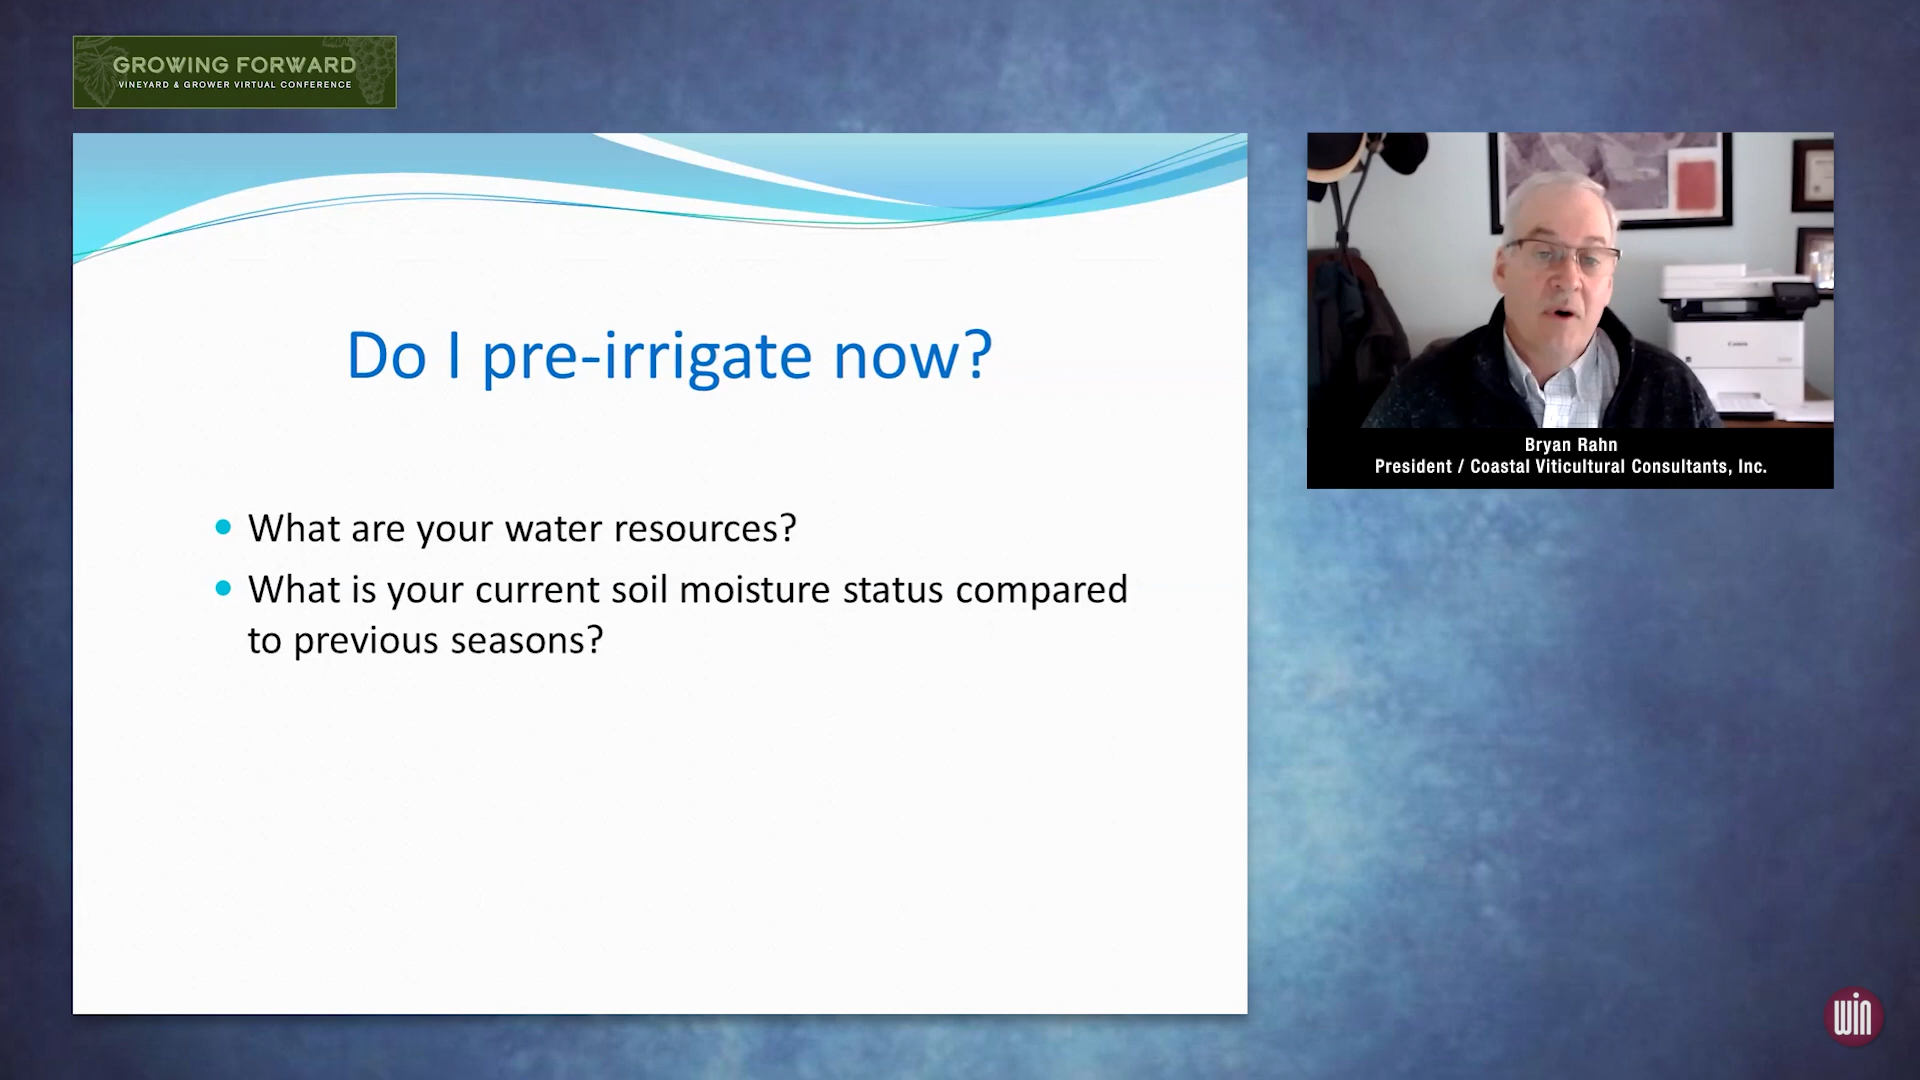 GROWING FORWARD
VINEYARD & GROWER VIRTUAL CONFERENCE
Do I pre-irrigate now?
What are your water resources?
What is your current soil moisture status compared
to previous seasons?
Canon
Bryan Rahn
President / Coastal Viticultural Consultants, Inc.
win